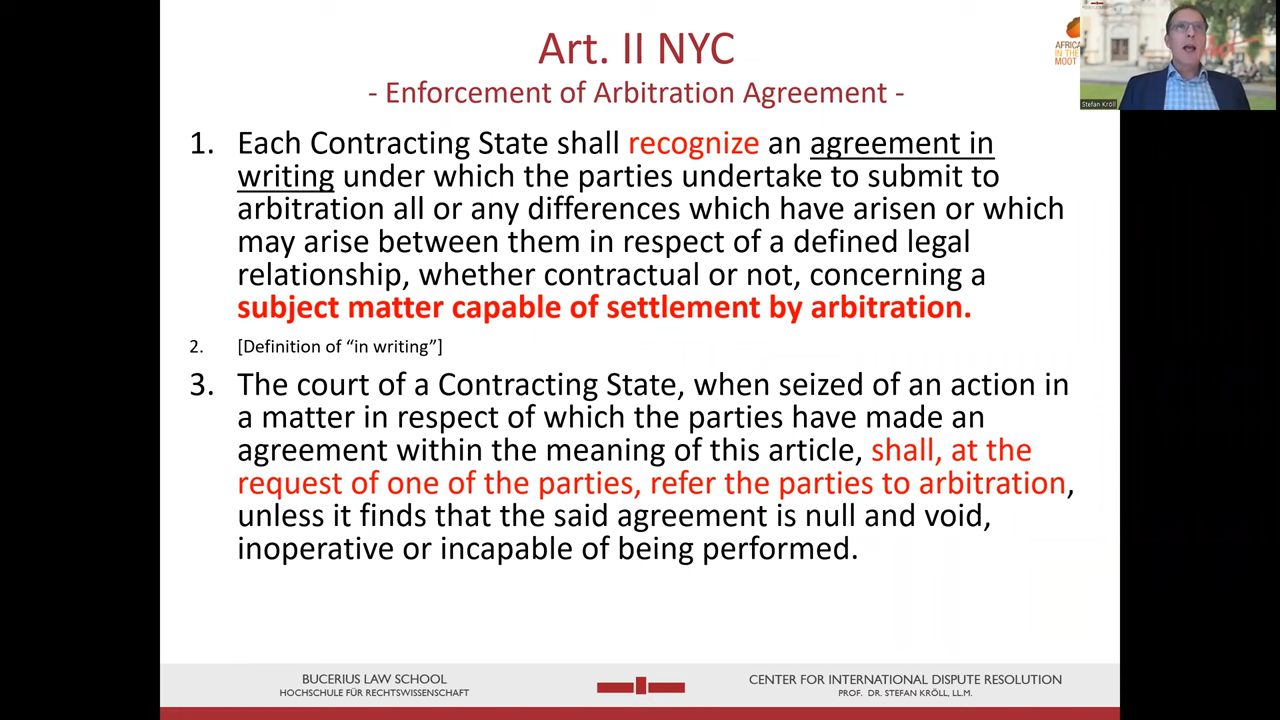 Art. II NYC
- Enforcement of Arbitration Agreement -
AFRICA
IN THE
MOOT
Stefan Kröll
1. Each Contracting State shall recognize an agreement in
writing under which the parties undertake to submit to
arbitration all or any differences which have arisen or which
may arise between them in respect of a defined legal
relationship, whether contractual or not, concerning a
subject matter capable of settlement by arbitration.
2. [Definition of “in writing”]
3. The court of a Contracting State, when seized of an action in
a matter in respect of which the parties have made an
agreement within the meaning of this article, shall, at the
request of one of the parties, refer the parties to arbitration,
unless it finds that the said agreement is null and void,
inoperative or incapable of being performed.
BUCERIUS LAW SCHOOL
HOCHSCHULE FÜR RECHTSWISSENSCHAFT
CENTER FOR INTERNATIONAL DISPUTE RESOLUTION
PROF. DR. STEFAN KRÖLL, LL.M.